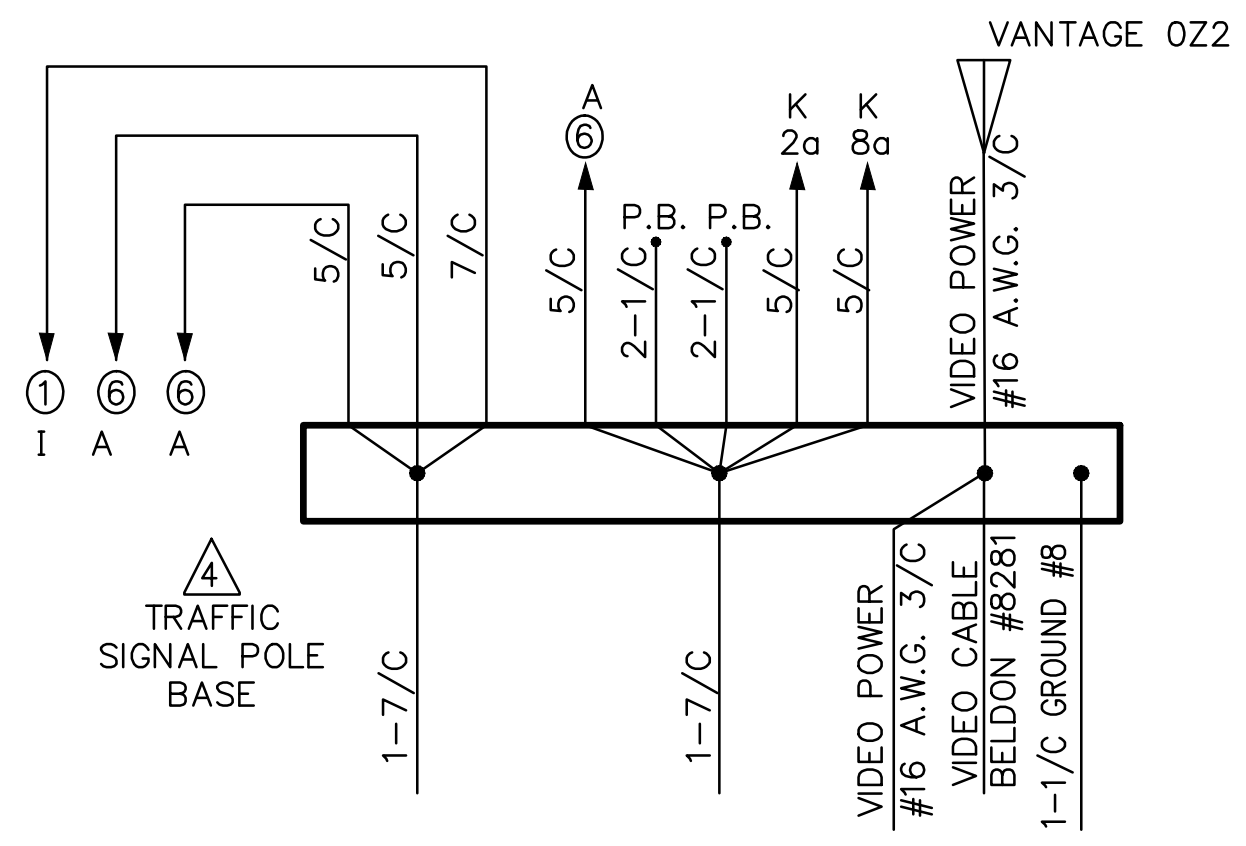 VANTAGE OZ2
A
6
K
2a
K
8a
P.B.
P.B.
5/C
5/C
7/C
5/C
2-1/C
2-1/C
5/C
5/C
VIDEO POWER
#16 A.W.G. 3/C
1
6
6
I
A
A
4
TRAFFIC
SIGNAL POLE
BASE
1-7/C
1-7/C
VIDEO POWER
#16 A.W.G. 3/C
VIDEO CABLE
BELDON #8281
1-1/C GROUND #8